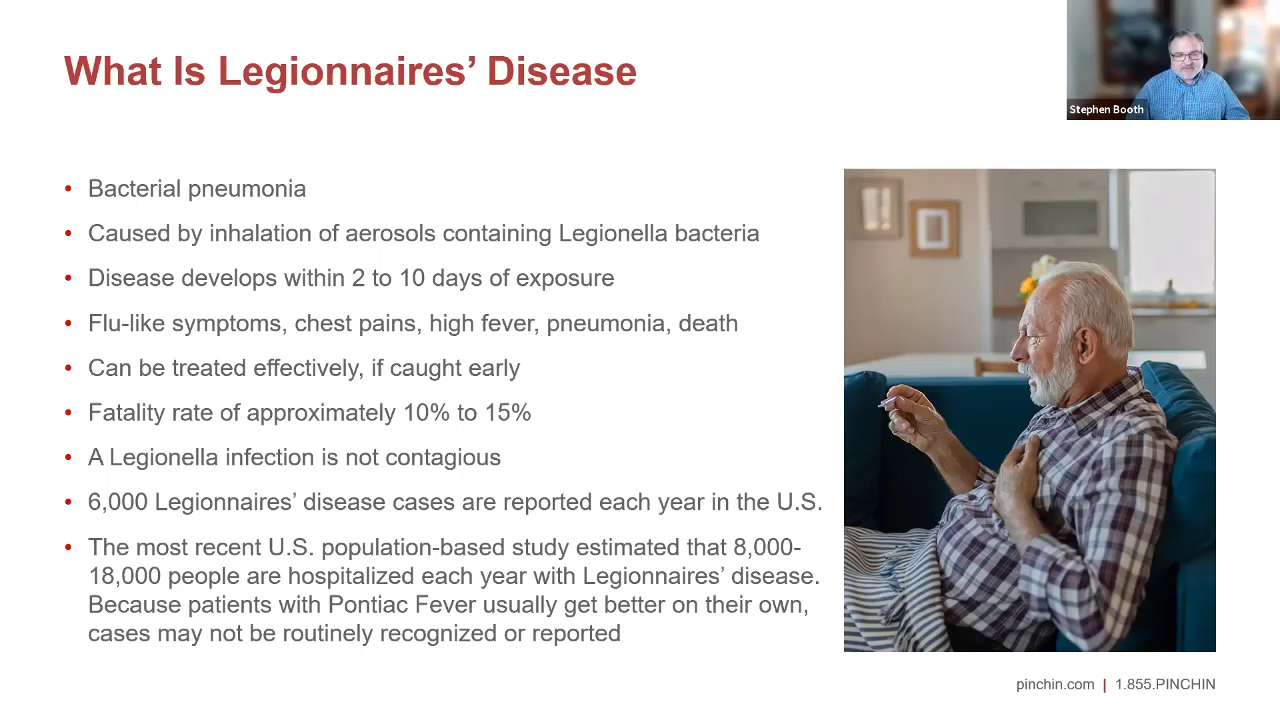 What Is Legionnaires’ Disease
Stephen Booth
• Bacterial pneumonia
• Caused by inhalation of aerosols containing Legionella bacteria
• Disease develops within 2 to 10 days of exposure
• Flu-like symptoms, chest pains, high fever, pneumonia, death
• Can be treated effectively, if caught early
• Fatality rate of approximately 10% to 15%
• A Legionella infection is not contagious
• 6,000 Legionnaires’ disease cases are reported each year in the U.S.
• The most recent U.S. population-based study estimated that 8,000-
18,000 people are hospitalized each year with Legionnaires’ disease.
Because patients with Pontiac Fever usually get better on their own,
cases may not be routinely recognized or reported
pinchin.com | 1.855.PINCHIN